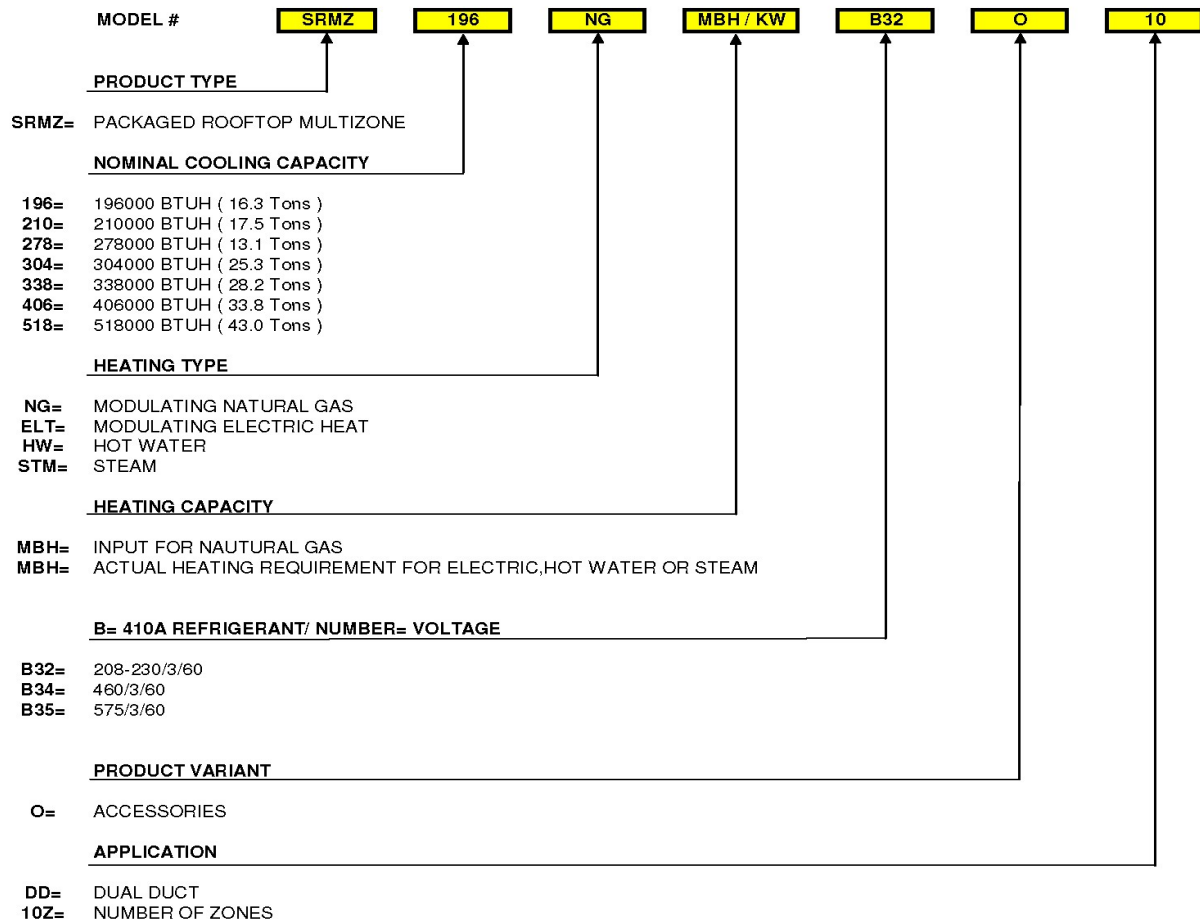 MODEL # SRMZ 196 NG MBH / KW B32 O 10
PRODUCT TYPE
SRMZ= PACKAGED ROOFTOP MULTIZONE
NOMINAL COOLING CAPACITY
196= 196000 BTUH ( 16.3 Tons )
210= 210000 BTUH ( 17.5 Tons )
278= 278000 BTUH ( 13.1 Tons )
304= 304000 BTUH ( 25.3 Tons )
338= 338000 BTUH ( 28.2 Tons )
406= 406000 BTUH ( 33.8 Tons )
518= 518000 BTUH ( 43.0 Tons )
HEATING TYPE
NG= MODULATING NATURAL GAS
ELT= MODULATING ELECTRIC HEAT
HW= HOT WATER
STM= STEAM
HEATING CAPACITY
MBH= INPUT FOR NAUTURAL GAS
MBH= ACTUAL HEATING REQUIREMENT FOR ELECTRIC,HOT WATER OR STEAM
B= 410A REFRIGERANT/ NUMBER= VOLTAGE
B32= 208-230/3/60
B34= 460/3/60
B35= 575/3/60
PRODUCT VARIANT
O= ACCESSORIES
APPLICATION
DD= DUAL DUCT
10Z= NUMBER OF ZONES